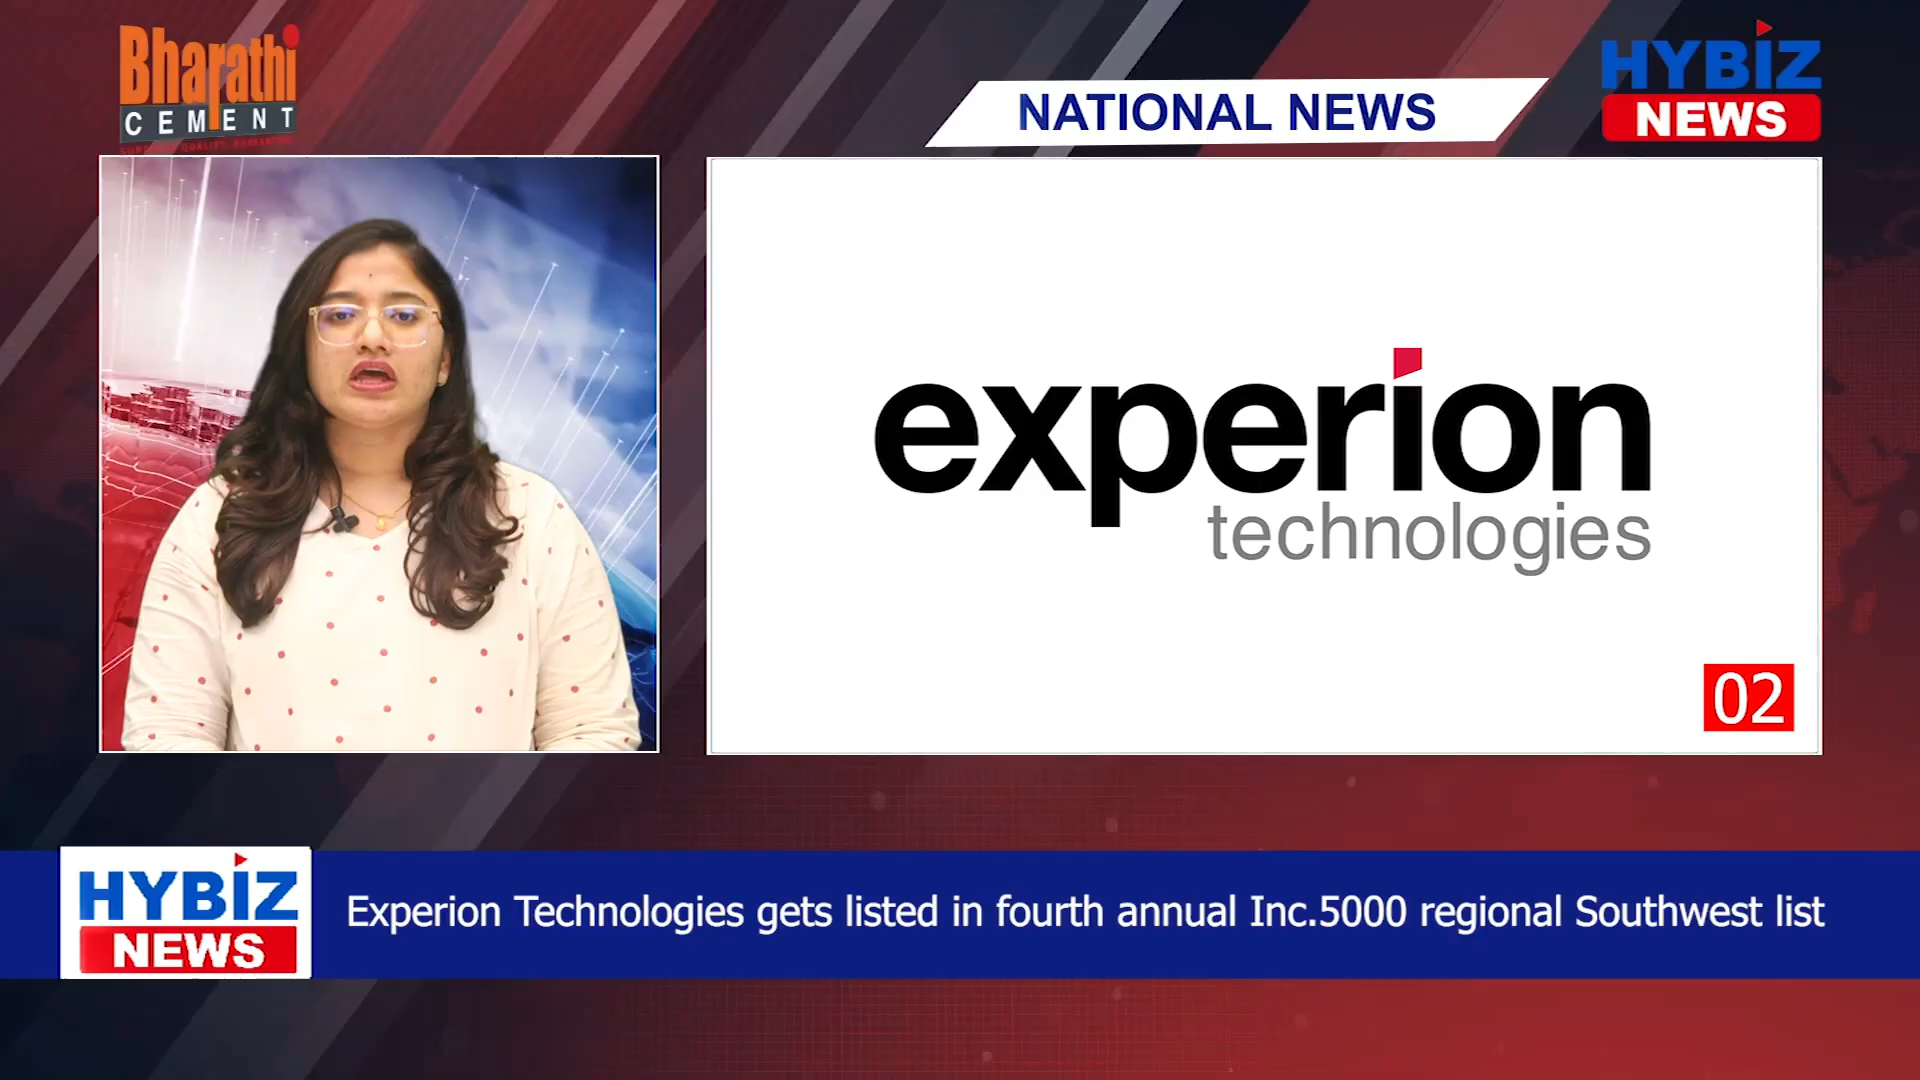 Bharathi
CEMENT
NATIONAL NEWS
HYBIZ
NEWS
experion
technologies
02
HYBIZ
NEWS
Experion Technologies gets listed in fourth annual Inc.5000 regional Southwest list